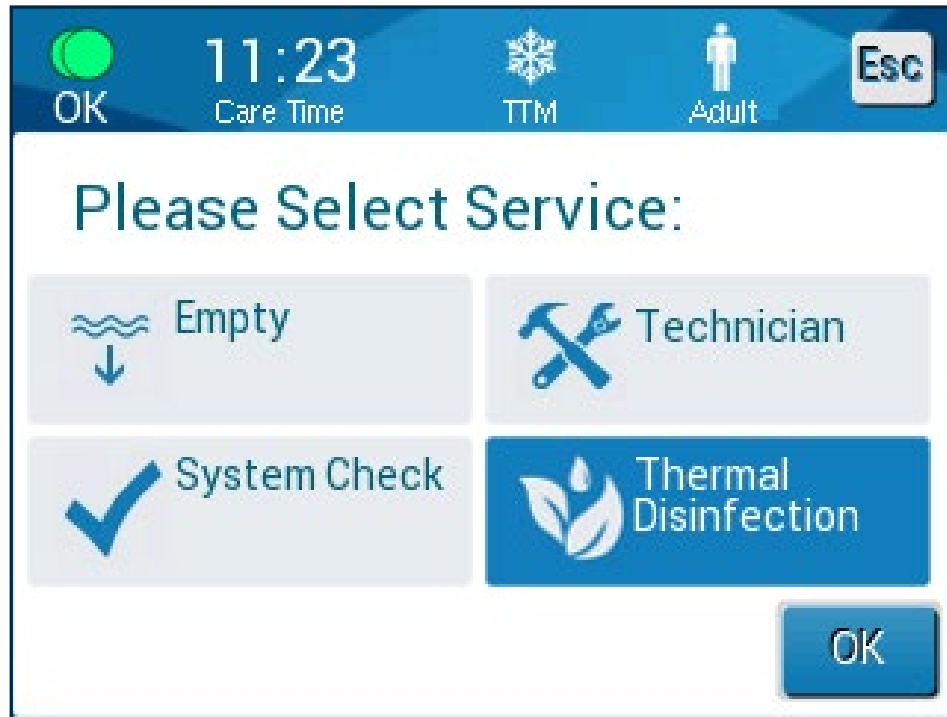 11:23
Esc
OK
Care Time
TTM
Adult
Please Select Service:
Empty
Technician
System Check
Thermal
Disinfection
OK